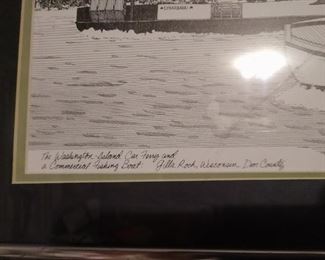 The Washington Island Car Ferry and
a Commercial Fishing Boat. Gills Rock, Wisconsin. Door County